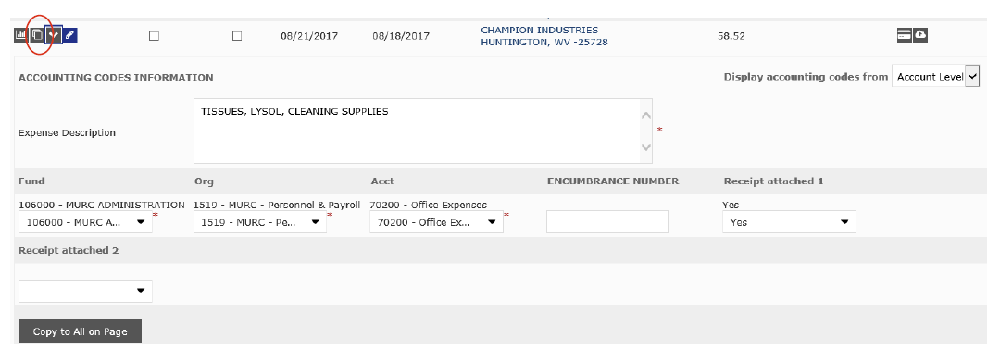 08/21/2017 08/18/2017 CHAMPION INDUSTRIES 58.52
HUNTINGTON, WV -25728
ACCOUNTING CODES INFORMATION Display accounting codes from Account Level
TISSUES, LYSOL, CLEANING SUPPLIES
Expense Description *
Fund Org Acct ENCUMBRANCE NUMBER Receipt attached 1
106000 - MURC ADMINISTRATION 1519 - MURC - Personnel & Payroll 70200 - Office Expenses Yes
106000 - MURC A... * 1519 - MURC - Pe... * 70200 - Office Ex... * Yes
Receipt attached 2
Copy to All on Page